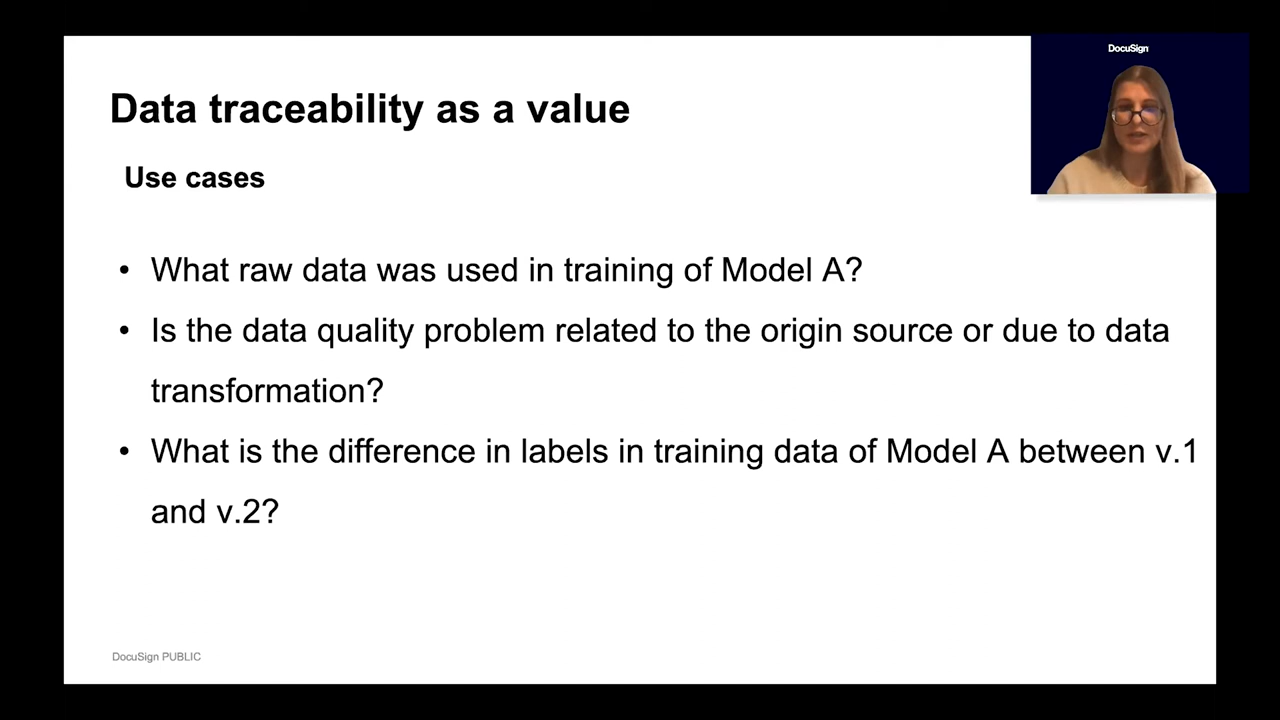 DocuSign
Data traceability as a value
Use cases
• What raw data was used in training of Model A?
• Is the data quality problem related to the origin source or due to data
transformation?
• What is the difference in labels in training data of Model A between v.1
and v.2?
DocuSign PUBLIC